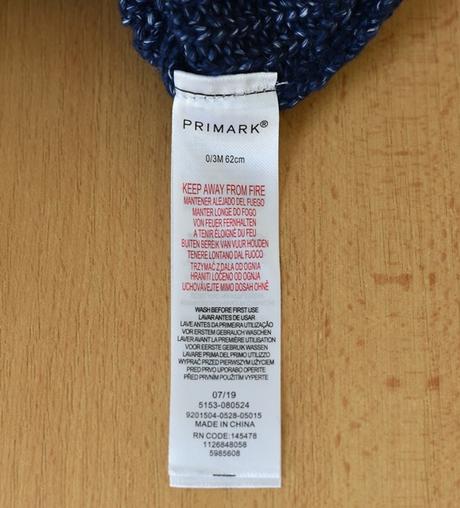 PRIMARK®
0/3M 62cm
KEEP AWAY FROM FIRE
MANTENER ALEJADO DEL FUEGO
MANTER LONGE DO FOGO
VON FEUER FERNHALTEN
A TENIR ÉLOIGNÉ DU FEU
BUITEN BEREIK VAN VUUR HOUDEN
TENERE LONTANO DAL FUOCO
TRZYMAĆ Z DALA OD OGNIA
HRANITI LOČENO OD OGNJA
UCHOVÁVEJTE MIMO DOSAH OHNĚ
WASH BEFORE FIRST USE
LAVAR ANTES DE USAR
LAVE ANTES DA PRIMEIRA UTILIZAÇÃO
VOR ERSTEM GEBRAUCH WASCHEN
LAVER AVANT LA PREMIÈRE UTILISATION
VOOR EERSTE GEBRUIK WASSEN
LAVARE PRIMA DEL PRIMO UTILIZZO
WYPRAĆ PRZED PIERWSZYM UŻYCIEM
PRED PRVO UPORABO OPERITE
PŘED PRVNÍM POUŽITÍM VYPERTE
07/19
5153-080524
9201504-0528-05015
MADE IN CHINA
RN CODE:145478
1126848058
5985608